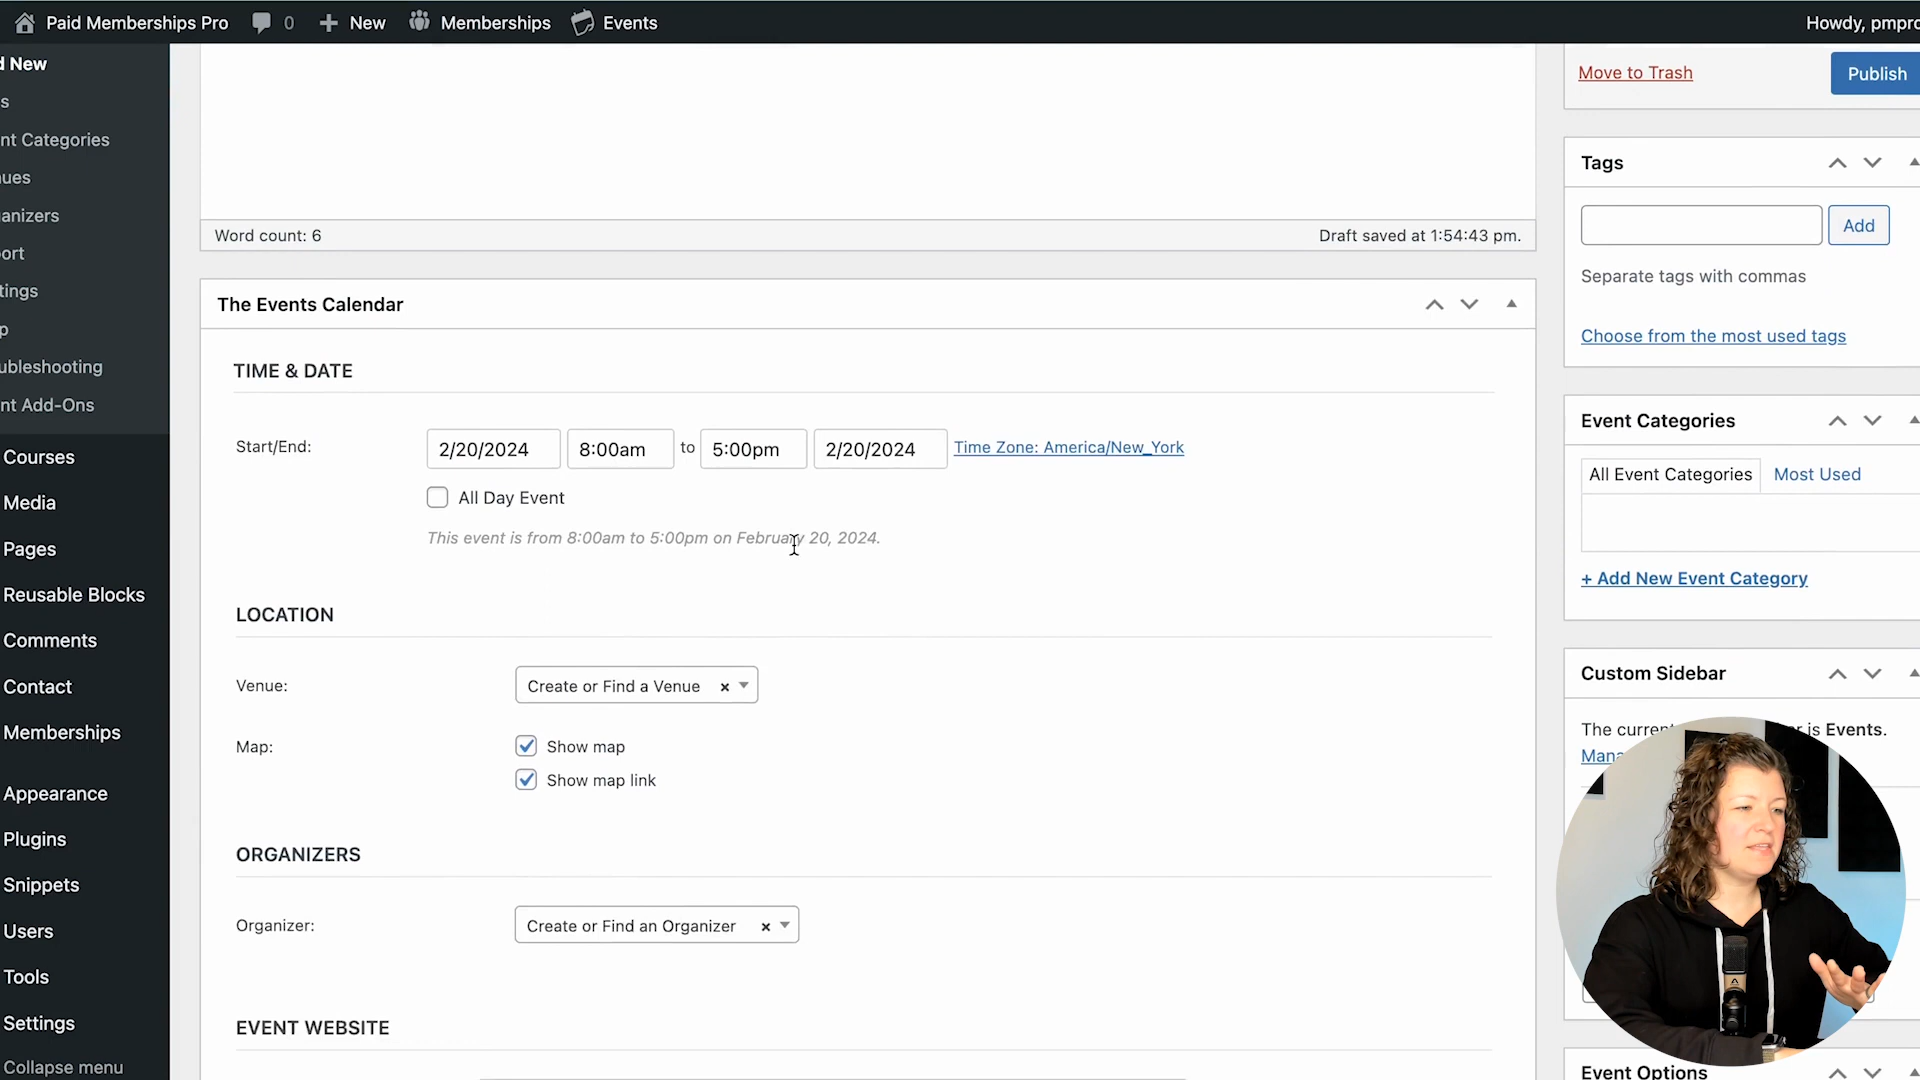 Paid Memberships Pro 0 New Memberships Events Howdy, pmpro
d New
s
nt Categories
ues
anizers
ort
tings
p
ubleshooting
nt Add-Ons
Courses
Media
Pages
Reusable Blocks
Comments
Contact
Memberships
Appearance
Plugins
Snippets
Users
Tools
Settings
Collapse menu
Word count: 6 Draft saved at 1:54:43 pm.
The Events Calendar
TIME & DATE
Start/End: 2/20/2024 8:00am to 5:00pm 2/20/2024 Time Zone: America/New_York
All Day Event
This event is from 8:00am to 5:00pm on February 20, 2024.
LOCATION
Venue: Create or Find a Venue ×
Map: Show map
Show map link
ORGANIZERS
Organizer: Create or Find an Organizer ×
EVENT WEBSITE
Move to Trash Publish
Tags
Add
Separate tags with commas
Choose from the most used tags
Event Categories
All Event Categories Most Used
+ Add New Event Category
Custom Sidebar
The curren r is Events.
Mana
Event Options